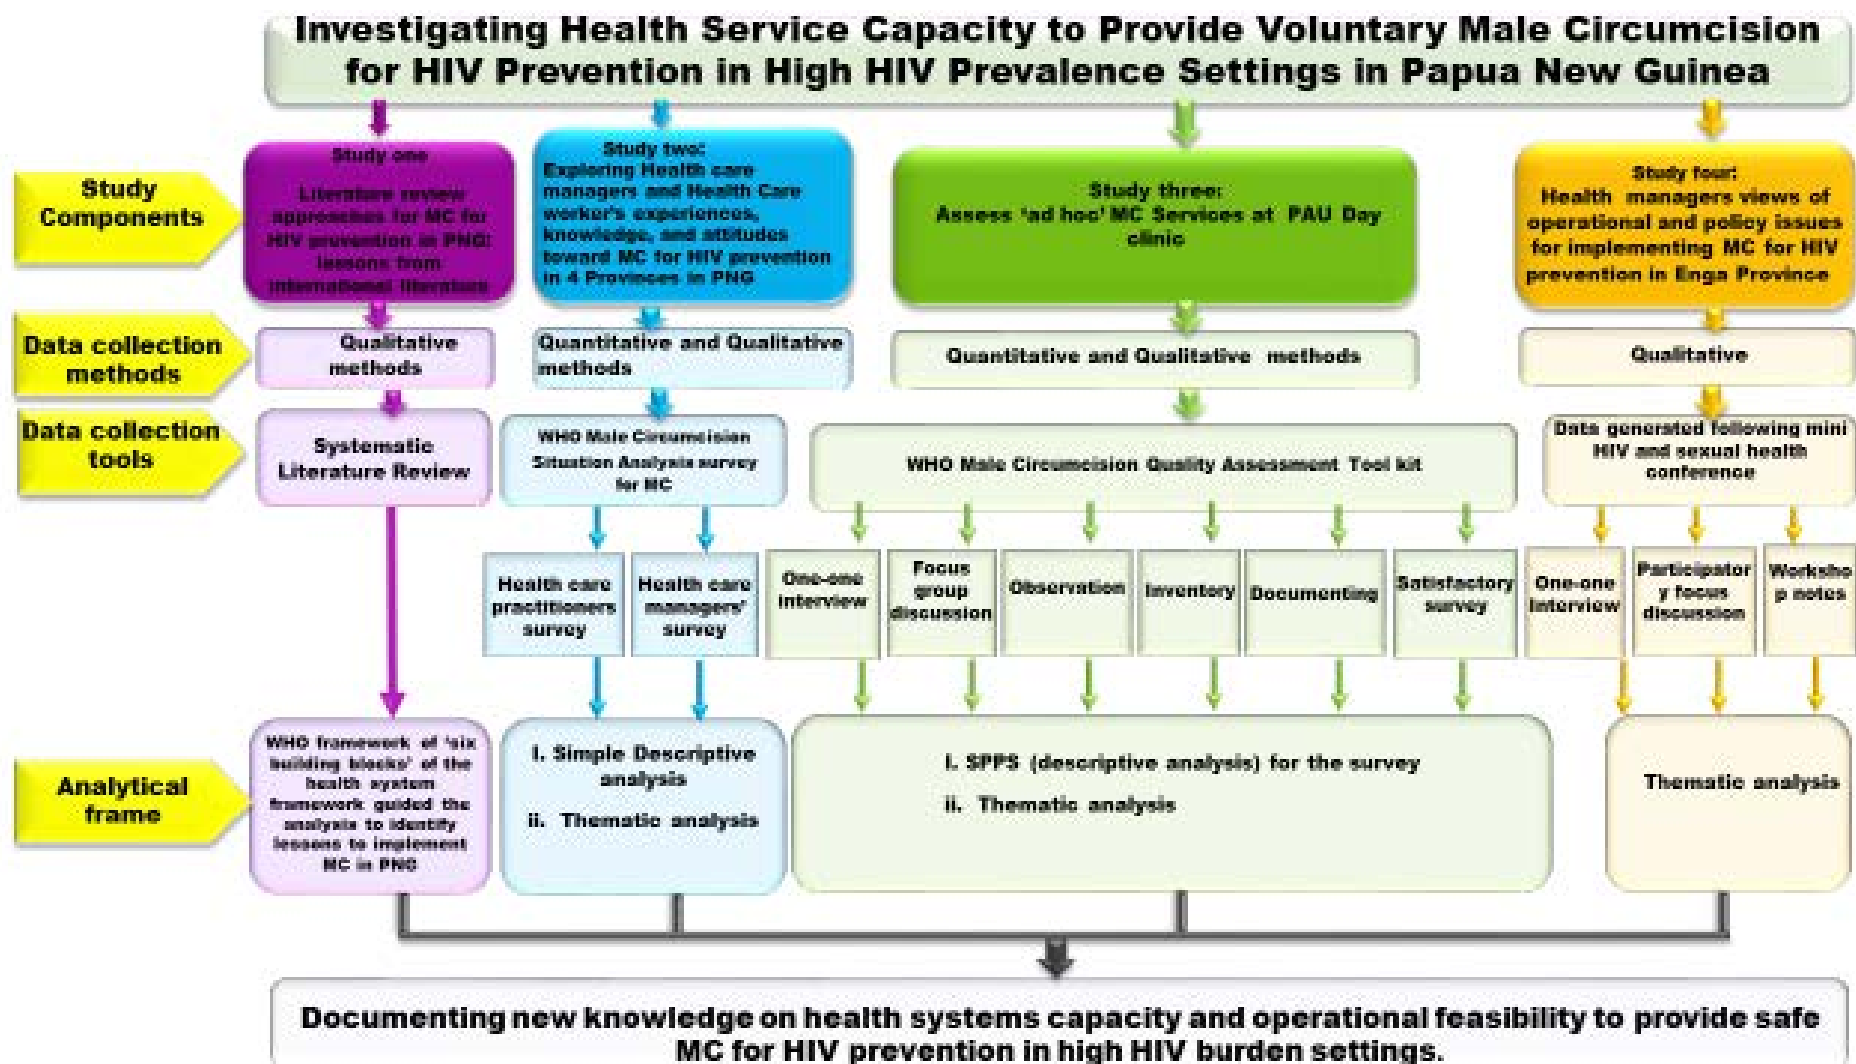 Investigating Health Service Capacity to Provide Voluntary Male Circumcision
for HIV Prevention in High HIV Prevalence Settings in Papua New Guinea
Study
Components
Study one
Literature review
approaches for MC for
HIV prevention in PNG:
lessons from
international literature
Study two:
Exploring Health care
managers and Health Care
worker's experiences,
knowledge, and attitudes
toward MC for HIV prevention
in 4 Provinces in PNG
Study three:
Assess 'ad hoc' MC Services at PAU Day
clinic
Study four:
Health managers views of
operational and policy issues
for implementing MC for HIV
prevention in Enga Province
Data collection
methods
Qualitative
methods
Quantitative and Qualitative
methods
Quantitative and Qualitative methods
Qualitative
Data collection
tools
Systematic
Literature Review
WHO Male Circumcision
Situation Analysis survey
for MC
WHO Male Circumcision Quality Assessment Tool kit
Data generated following mini
HIV and sexual health
conference
Health care
practitioners
survey
Health care
managers'
survey
One-one
interview
Focus
group
discussion
Observation
Inventory
Documenting
Satisfactory
survey
One-one
Interview
Participator
y focus
discussion
Worksho
p notes
Analytical
frame
WHO framework of 'six
building blocks' of the
health system
framework guided the
analysis to identify
lessons to implement
MC in PNG
i. Simple Descriptive
analysis
ii. Thematic analysis
i. SPPS (descriptive analysis) for the survey
ii. Thematic analysis
Thematic analysis
Documenting new knowledge on health systems capacity and operational feasibility to provide safe
MC for HIV prevention in high HIV burden settings.